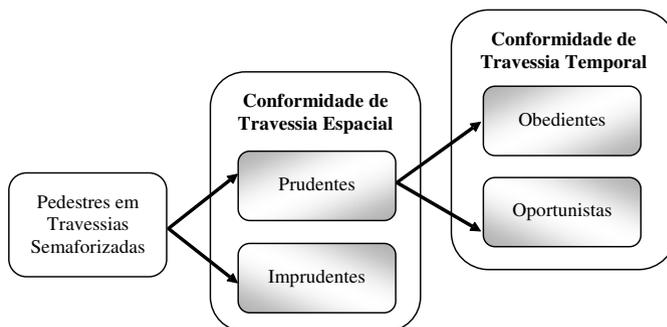 Pedestres em
Travessias
Semaforizadas
Conformidade de
Travessia Espacial
Prudentes
Imprudentes
Conformidade de
Travessia Temporal
Obedientes
Oportunistas